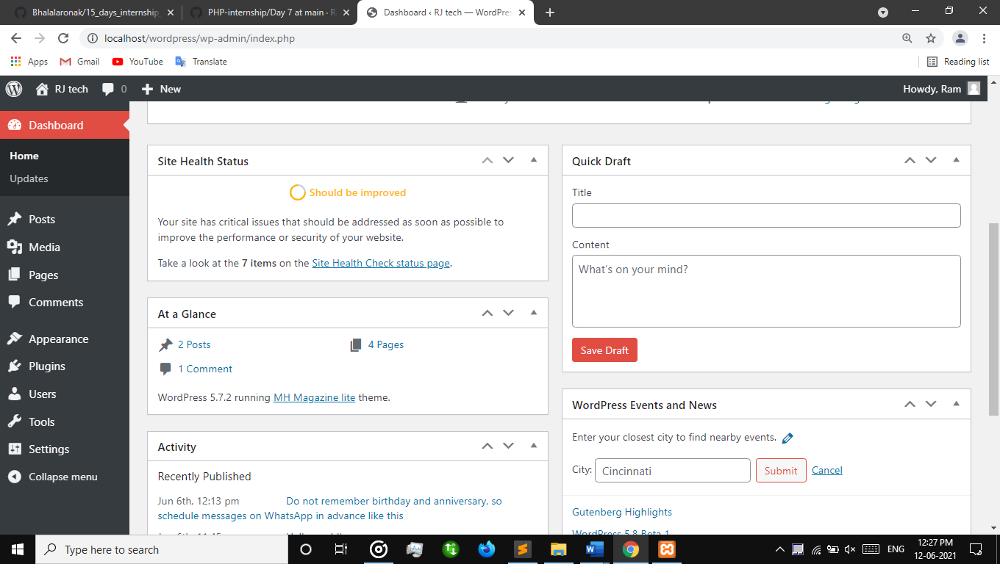 Bhalalaronak/15_days_internship_
PHP-internship/Day 7 at main · R
Dashboard ‹ RJ tech — WordPres
localhost/wordpress/wp-admin/index.php
Apps
Gmail
YouTube
Translate
Reading list
RJ tech
0
New
Howdy, Ram
Dashboard
Home
Updates
Posts
Media
Pages
Comments
Appearance
Plugins
Users
Tools
Settings
Collapse menu
Site Health Status
Should be improved
Your site has critical issues that should be addressed as soon as possible to
improve the performance or security of your website.
Take a look at the 7 items on the Site Health Check status page.
At a Glance
2 Posts
4 Pages
1 Comment
WordPress 5.7.2 running MH Magazine lite theme.
Activity
Recently Published
Jun 6th, 12:13 pm Do not remember birthday and anniversary, so
schedule messages on WhatsApp in advance like this
Quick Draft
Title
Content
What's on your mind?
Save Draft
WordPress Events and News
Enter your closest city to find nearby events.
City: Cincinnati Submit Cancel
Gutenberg Highlights
WordPress 5.8 Beta 1
Type here to search
ENG
12:27 PM
12-06-2021